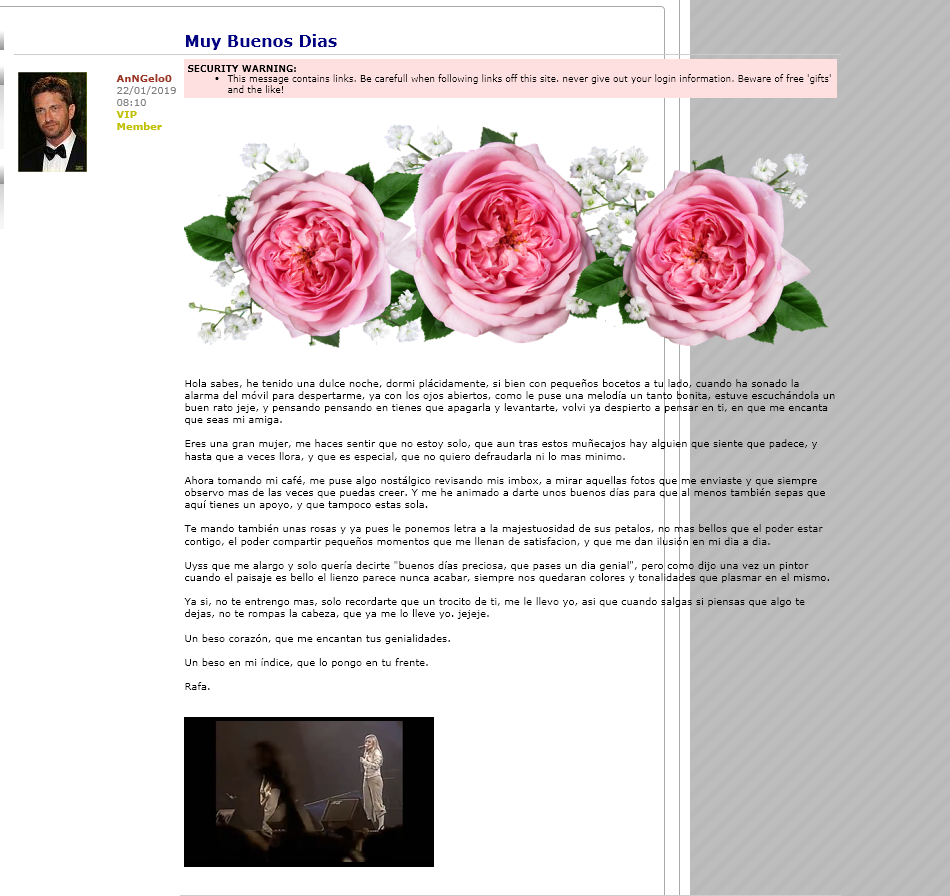 Muy Buenos Dias
AnNGelo0
22/01/2019
08:10
VIP
Member
SECURITY WARNING:
• This message contains links. Be carefull when following links off this site. never give out your login information. Beware of free 'gifts'
and the like!
Hola sabes, he tenido una dulce noche, dormi plácidamente, si bien con pequeños bocetos a tu lado, cuando ha sonado la
alarma del móvil para despertarme, ya con los ojos abiertos, como le puse una melodía un tanto bonita, estuve escuchándola un
buen rato jeje, y pensando pensando en tienes que apagarla y levantarte, volvi ya despierto a pensar en ti, en que me encanta
que seas mi amiga.
Eres una gran mujer, me haces sentir que no estoy solo, que aun tras estos muñecajos hay alguien que siente que padece, y
hasta que a veces llora, y que es especial, que no quiero defraudarla ni lo mas minimo.
Ahora tomando mi café, me puse algo nostálgico revisando mis imbox, a mirar aquellas fotos que me enviaste y que siempre
observo mas de las veces que puedas creer. Y me he animado a darte unos buenos días para que al menos también sepas que
aquí tienes un apoyo, y que tampoco estas sola.
Te mando también unas rosas y ya pues le ponemos letra a la majestuosidad de sus petalos, no mas bellos que el poder estar
contigo, el poder compartir pequeños momentos que me llenan de satisfacion, y que me dan ilusión en mi dia a dia.
Uyss que me alargo y solo quería decirte "buenos días preciosa, que pases un dia genial", pero como dijo una vez un pintor
cuando el paisaje es bello el lienzo parece nunca acabar, siempre nos quedaran colores y tonalidades que plasmar en el mismo.
Ya si, no te entrengo mas, solo recordarte que un trocito de ti, me le llevo yo, asi que cuando salgas si piensas que algo te
dejas, no te rompas la cabeza, que ya me lo lleve yo. jejeje.
Un beso corazón, que me encantan tus genialidades.
Un beso en mi índice, que lo pongo en tu frente.
Rafa.